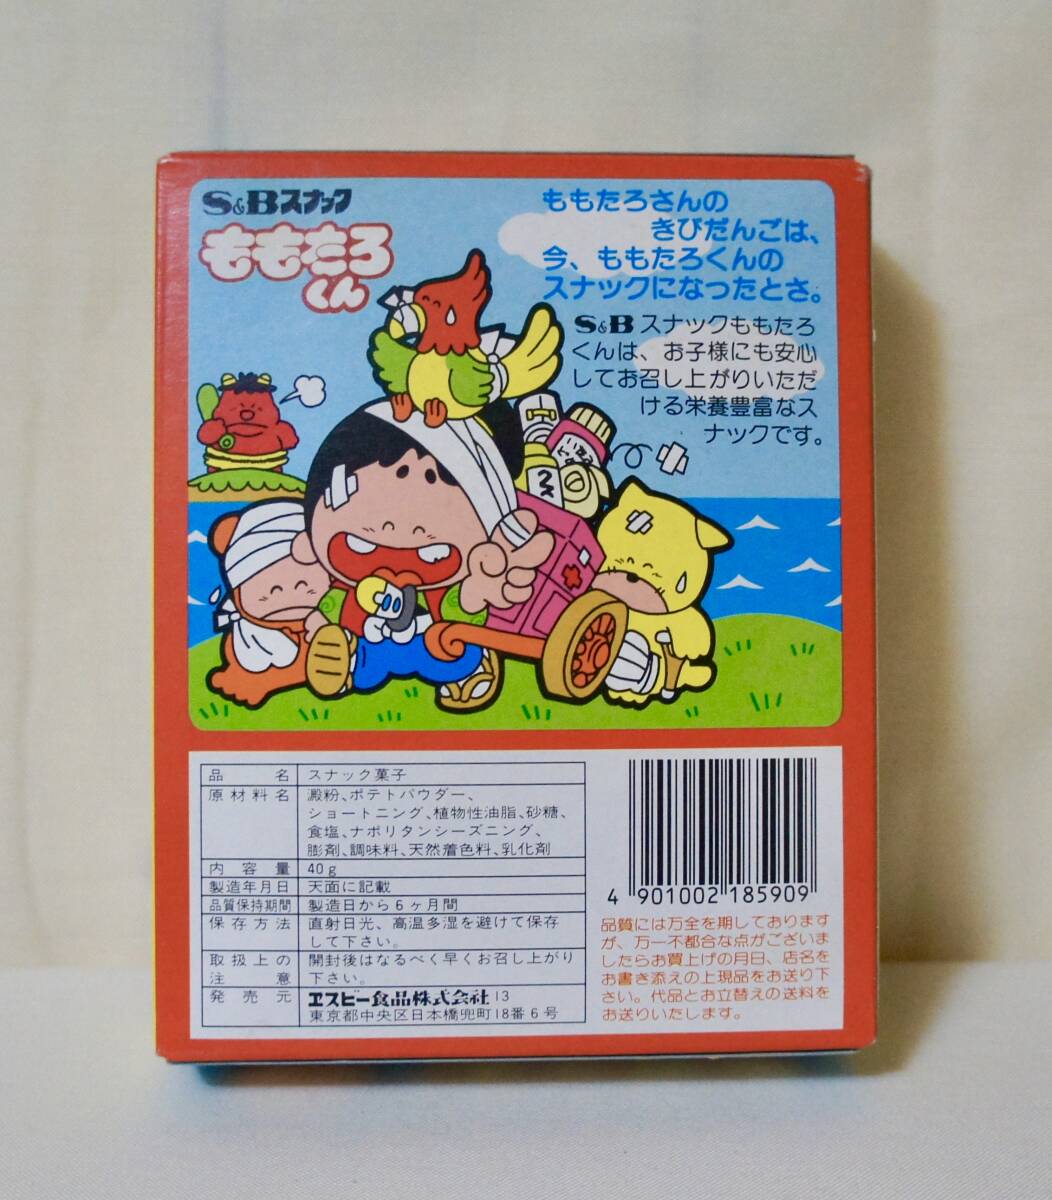 S&Bスナック
ももたろ
くん
ももたろさんの
きびだんごは、
今、ももたろくんの
スナックになったとさ。
S&Bスナックももたろ
くんは、お子様にも安心
してお召し上がりいただ
ける栄養豊富なス
ナックです。
品名 スナック菓子
原材料名 澱粉、ポテトパウダー、
ショートニング、植物性油脂、砂糖、
食塩、ナポリタンシーズニング、
膨剤、調味料、天然着色料、乳化剤
内容量 40g
製造年月日 天面に記載
品質保持期間 製造日から6ヶ月間
保存方法 直射日光、高温多湿を避けて保存
して下さい。
取扱上の 開封後はなるべく早くお召し上がり
注意 下さい。
発売元 ヱスビー食品株式会社 13
東京都中央区日本橋兜町18番6号
4 901002 185909
品質には万全を期しております
が、万一不都合な点がございま
したらお買上げの月日、店名を
お書き添えの上現品をお送り下
さい。代品とお立替えの送料を
お送りいたします。